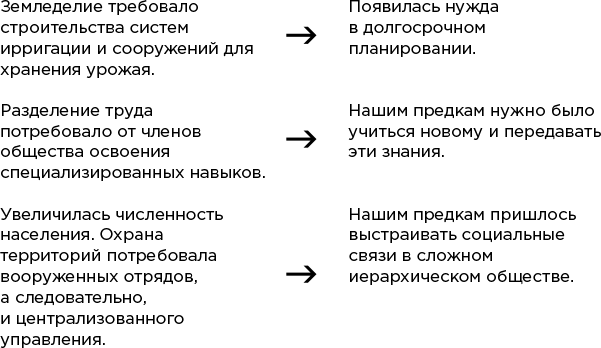 Земледелие требовало
строительства систем
ирригации и сооружений для
хранения урожая.
→
Появилась нужда
в долгосрочном
планировании.
Разделение труда
потребовало от членов
общества освоения
специализированных навыков.
→
Нашим предкам нужно было
учиться новому и передавать
эти знания.
Увеличилась численность
населения. Охрана
территорий потребовала
вооруженных отрядов,
а следовательно,
и централизованного
управления.
→
Нашим предкам пришлось
выстраивать социальные
связи в сложном
иерархическом обществе.